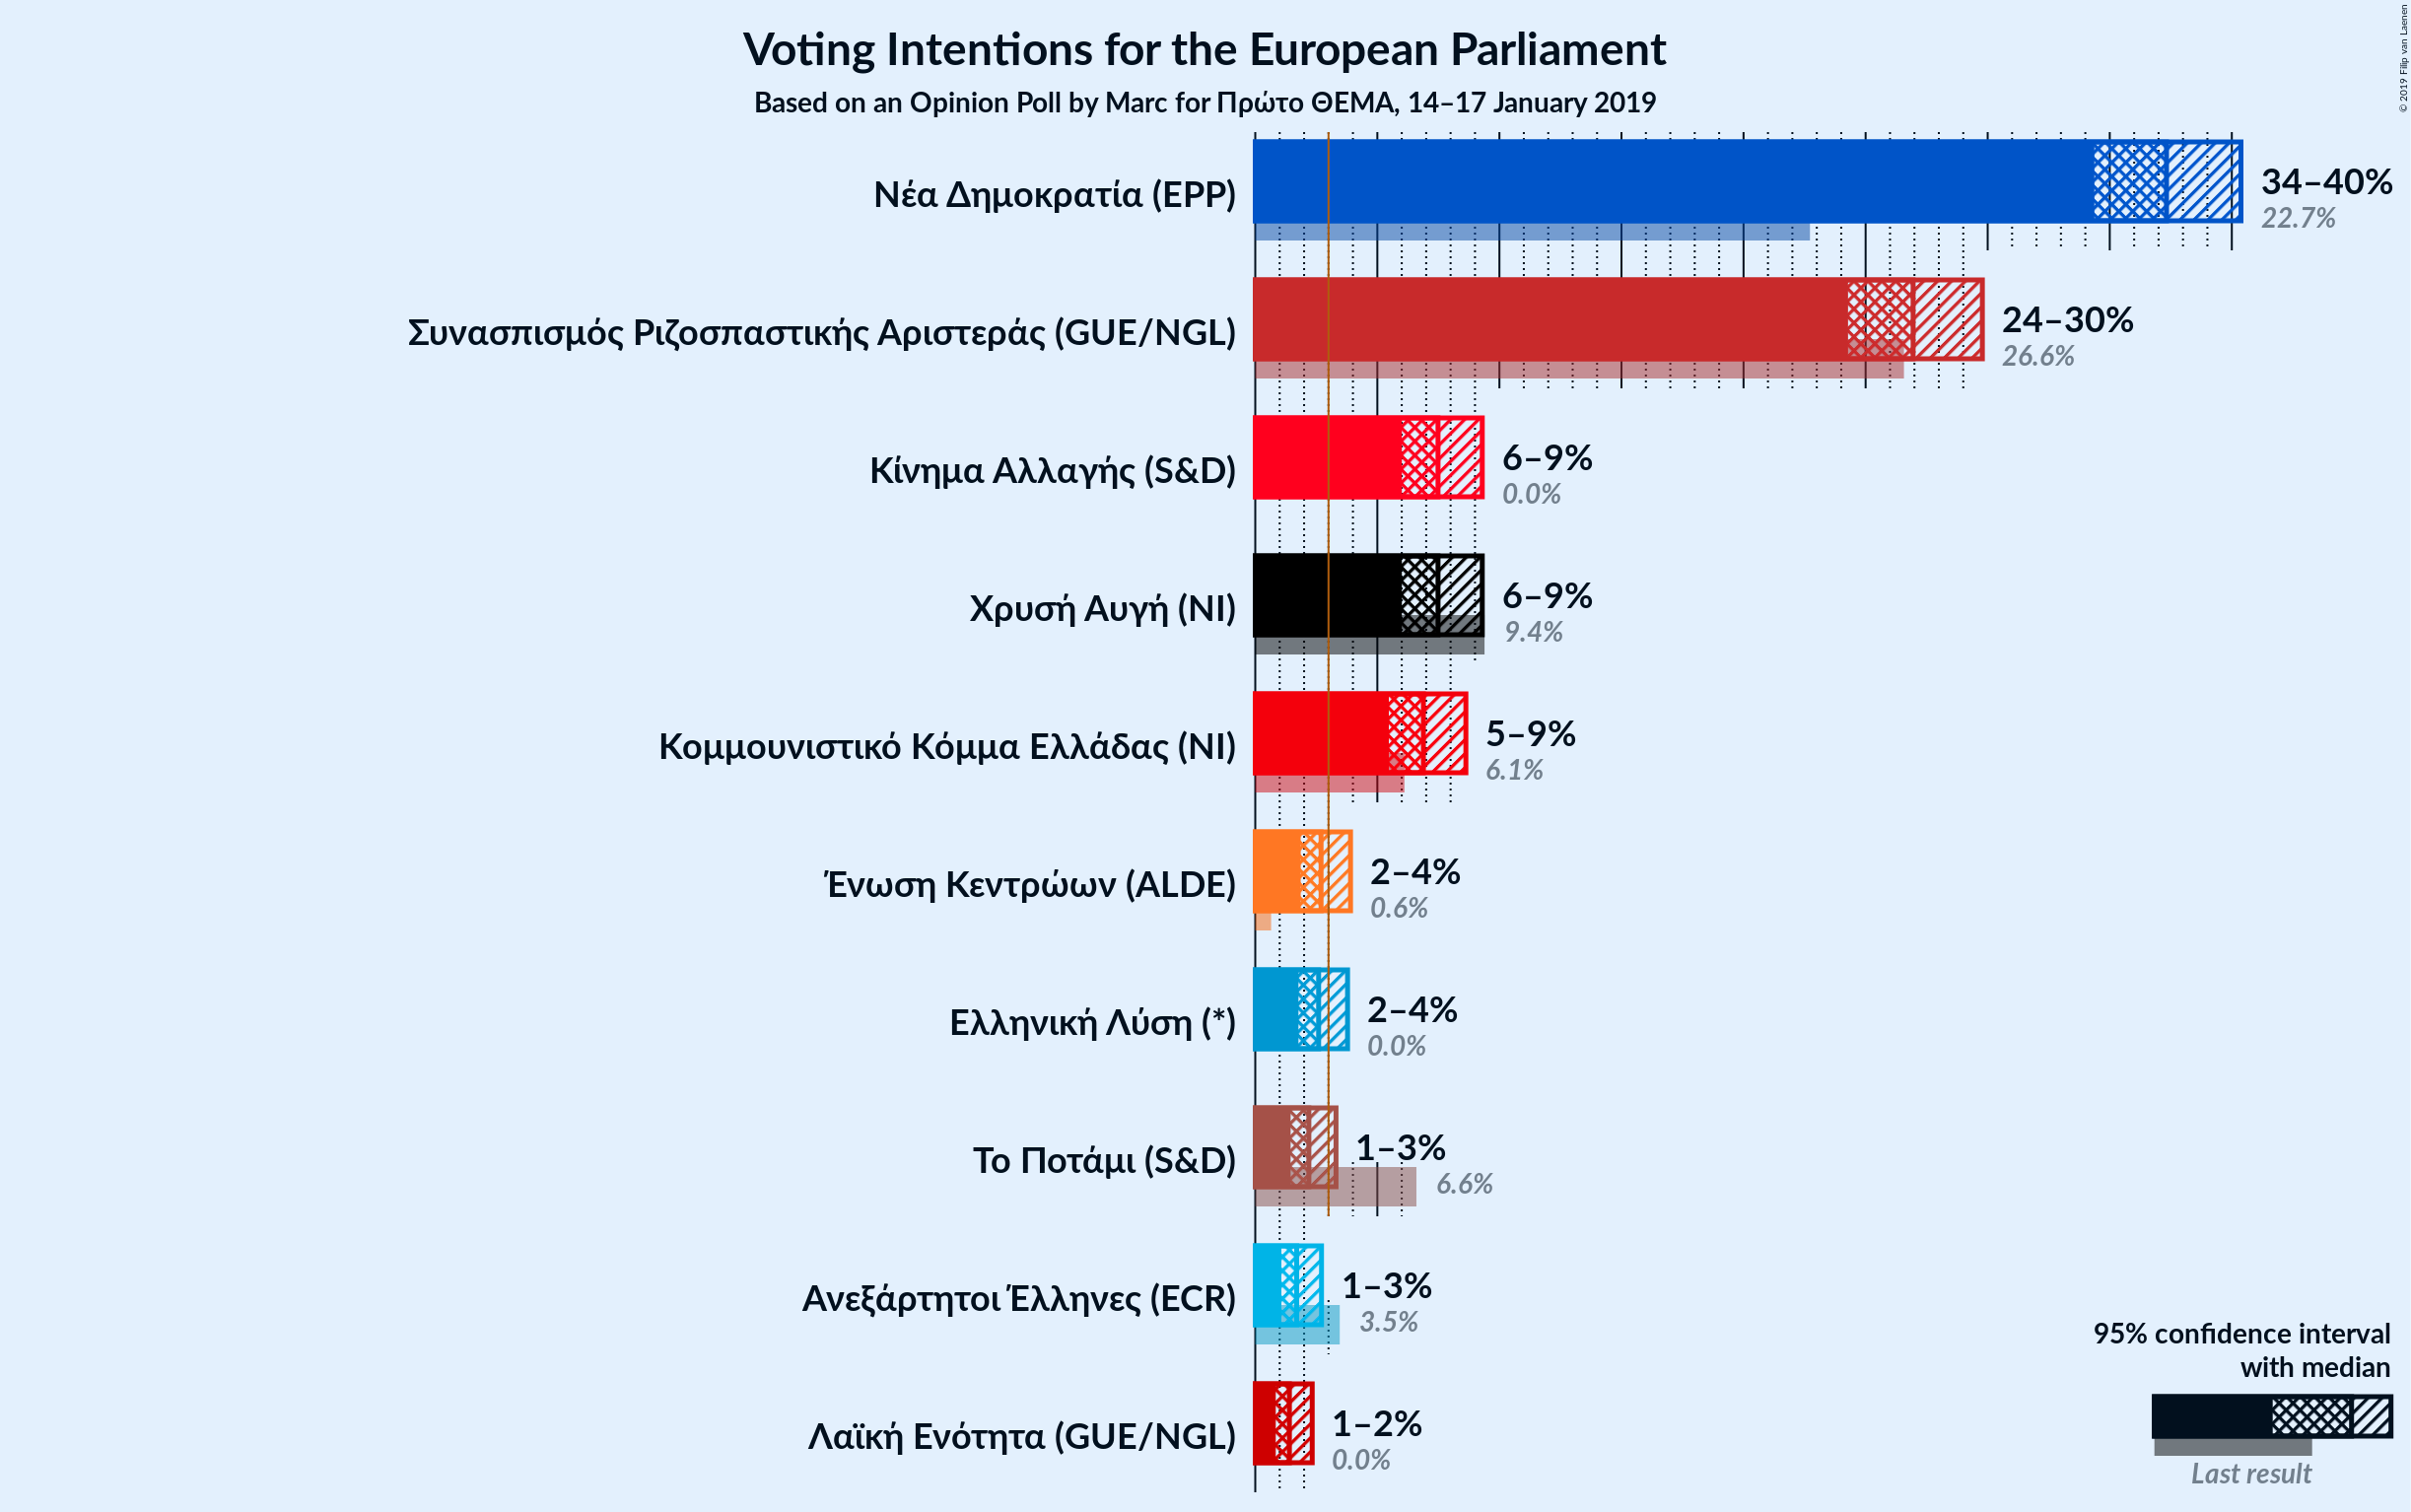 Voting Intentions for the European Parliament
Based on an Opinion Poll by Marc for Πρώτο ΘΕΜΑ, 14–17 January 2019
© 2019 Filip van Laenen
Νέα Δημοκρατία (EPP)
34–40%
22.7%
Συνασπισμός Ριζοσπαστικής Αριστεράς (GUE/NGL)
24–30%
26.6%
Κίνημα Αλλαγής (S&D)
6–9%
0.0%
Χρυσή Αυγή (NI)
6–9%
9.4%
Κομμουνιστικό Κόμμα Ελλάδας (NI)
5–9%
6.1%
Ένωση Κεντρώων (ALDE)
2–4%
0.6%
Ελληνική Λύση (*)
2–4%
0.0%
Το Ποτάμι (S&D)
1–3%
6.6%
Ανεξάρτητοι Έλληνες (ECR)
1–3%
3.5%
Λαϊκή Ενότητα (GUE/NGL)
1–2%
0.0%
95% confidence interval
with median
Last result